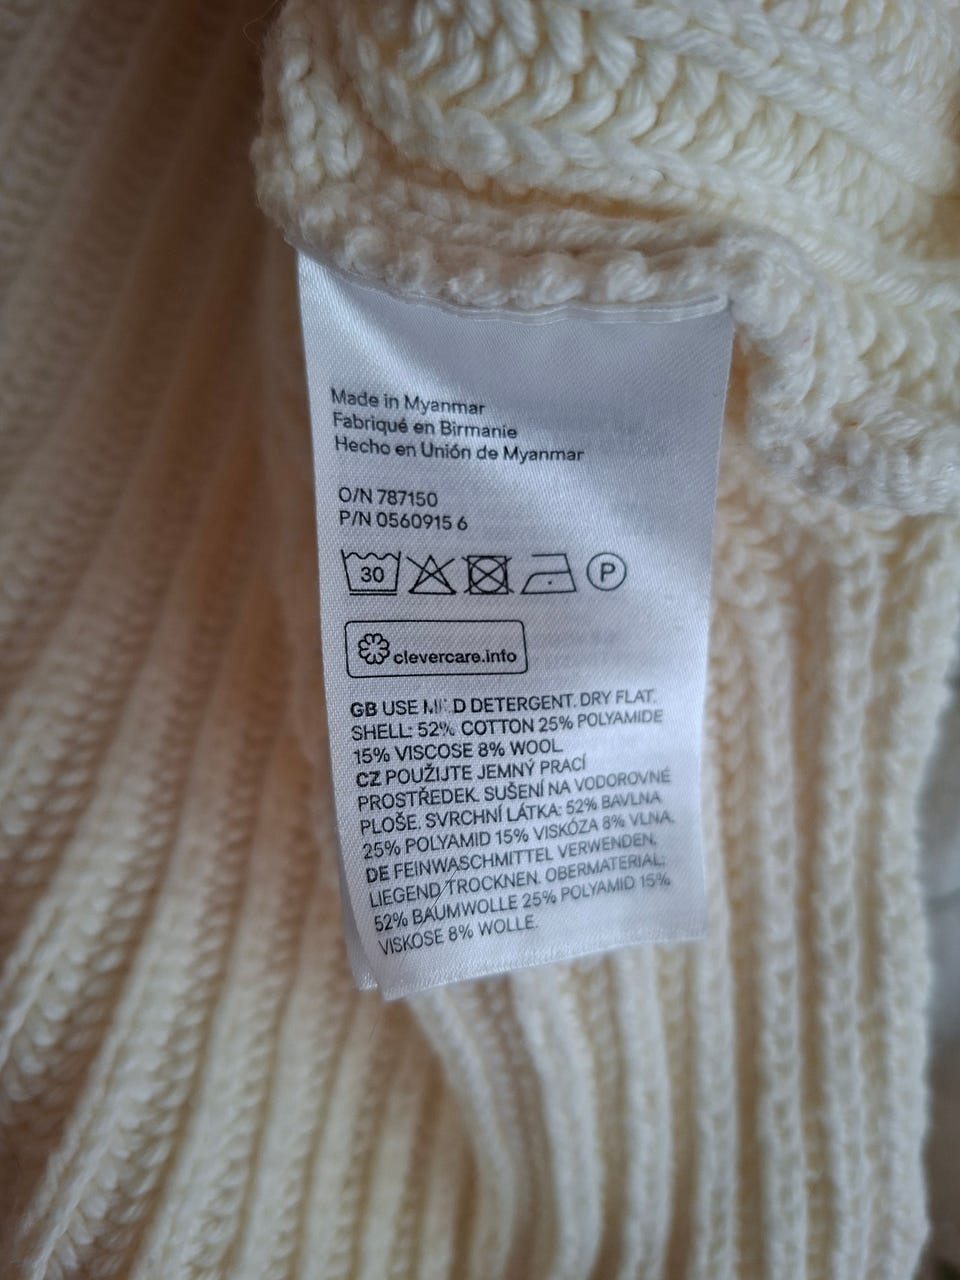 Made in Myanmar
Fabriqué en Birmanie
Hecho en Unión de Myanmar
O/N 787150
P/N 0560915 6
30 P
clevercare.info
GB USE MILD DETERGENT. DRY FLAT.
SHELL: 52% COTTON 25% POLYAMIDE
15% VISCOSE 8% WOOL.
CZ POUŽIJTE JEMNÝ PRACÍ
PROSTŘEDEK. SUŠENÍ NA VODOROVNÉ
PLOŠE. SVRCHNÍ LÁTKA: 52% BAVLNA
25% POLYAMID 15% VISKÓZA 8% VLNA.
DE FEINWASCHMITTEL VERWENDEN.
LIEGEND TROCKNEN. OBERMATERIAL:
52% BAUMWOLLE 25% POLYAMID 15%
VISKOSE 8% WOLLE.